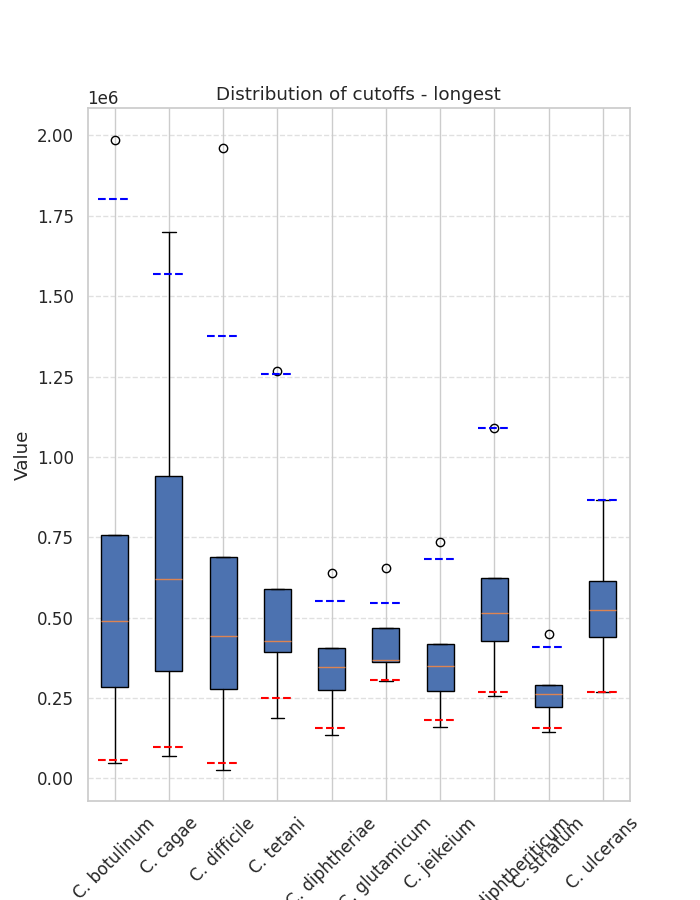 Distribution of cutoffs - longest
1e6
2.00
1.75
1.50
1.25
1.00
0.75
0.50
0.25
0.00
Value
C. botulinum
C. cagae
C. difficile
C. tetani
C. diphtheriae
C. glutamicum
C. jeikeium
diphtheriticum
C. striatum
C. ulcerans